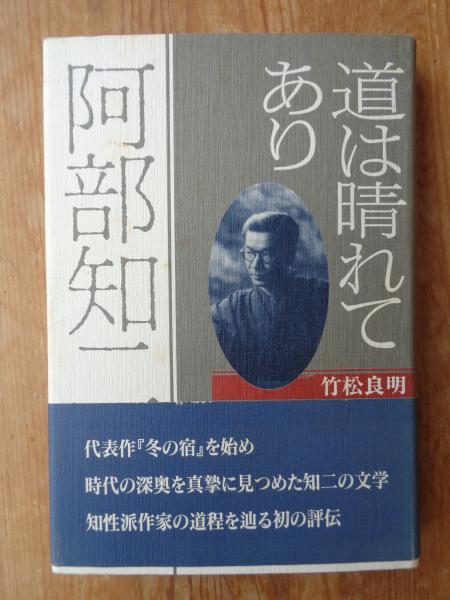 道は晴れて
あり
阿部知二
竹松良明
代表作『冬の宿』を始め
時代の深奥を真摯に見つめた知二の文学
知性派作家の道程を辿る初の評伝